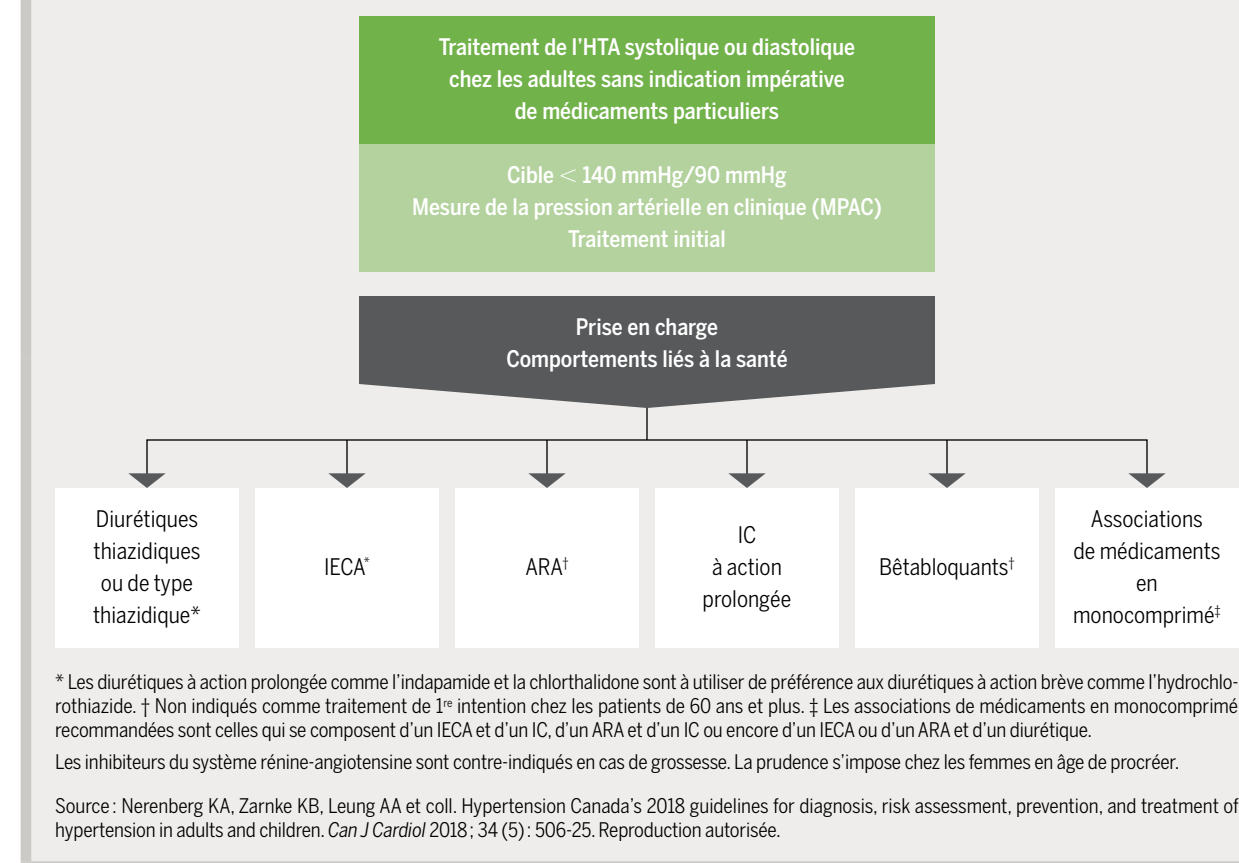 Traitement de l'HTA systolique ou diastolique
chez les adultes sans indication impérative
de médicaments particuliers
Cible < 140 mmHg/90 mmHg
Mesure de la pression artérielle en clinique (MPAC)
Traitement initial
Prise en charge
Comportements liés à la santé
Diurétiques
thiazidiques
ou de type
thiazidique*
IECA*
ARA†
IC
à action
prolongée
Bêtabloquants†
Associations
de médicaments
en
monocomprimé‡
* Les diurétiques à action prolongée comme l'indapamide et la chlorthalidone sont à utiliser de préférence aux diurétiques à action brève comme l'hydrochlo-
rothiazide. † Non indiqués comme traitement de 1re intention chez les patients de 60 ans et plus. ‡ Les associations de médicaments en monocomprimé
recommandées sont celles qui se composent d'un IECA et d'un IC, d'un ARA et d'un IC ou encore d'un IECA ou d'un ARA et d'un diurétique.
Les inhibiteurs du système rénine-angiotensine sont contre-indiqués en cas de grossesse. La prudence s'impose chez les femmes en âge de procréer.
Source : Nerenberg KA, Zarnke KB, Leung AA et coll. Hypertension Canada's 2018 guidelines for diagnosis, risk assessment, prevention, and treatment of
hypertension in adults and children. Can J Cardiol 2018 ; 34 (5) : 506-25. Reproduction autorisée.